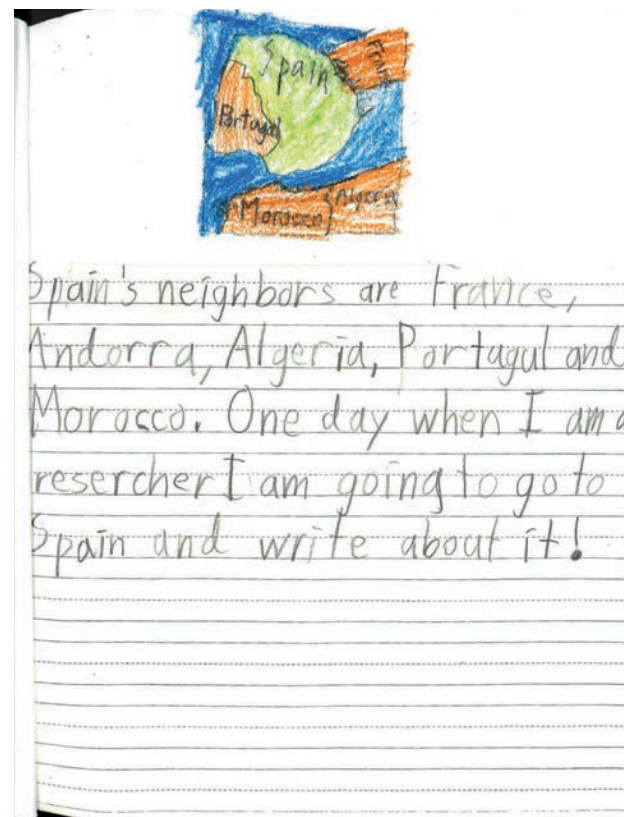 Spain
France
Portugal
Morocco
Algeria
Spain's neighbors are France,
Andorra, Algeria, Portugul and
Morocco. One day when I am a
resercher I am going to go to
Spain and write about it!